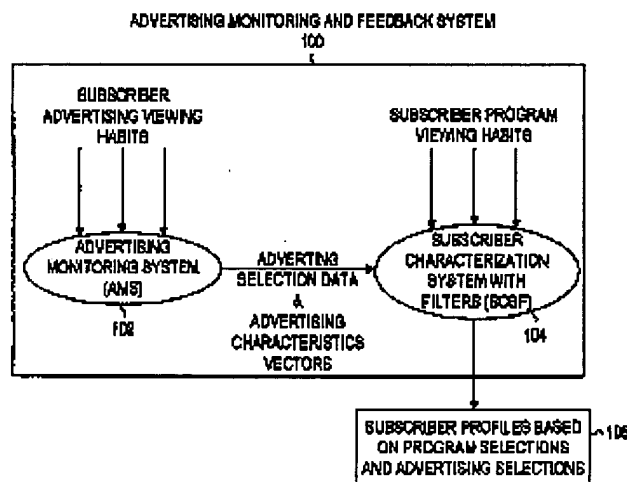 ADVERTISING MONITORING AND FEEDBACK SYSTEM
100
SUBSCRIBER
ADVERTISING VIEWING
HABITS
SUBSCRIBER PROGRAM
VIEWING HABITS
ADVERTISING
MONITORING SYSTEM
(AMS)
102
ADVERTING
SELECTION DATA
&
ADVERTISING
CHARACTERISTICS
VECTORS
SUBSCRIBER
CHARACTERIZATION
SYSTEM WITH
FILTERS (SCSF)
104
SUBSCRIBER PROFILES BASED
ON PROGRAM SELECTIONS
AND ADVERTISING SELECTIONS
106